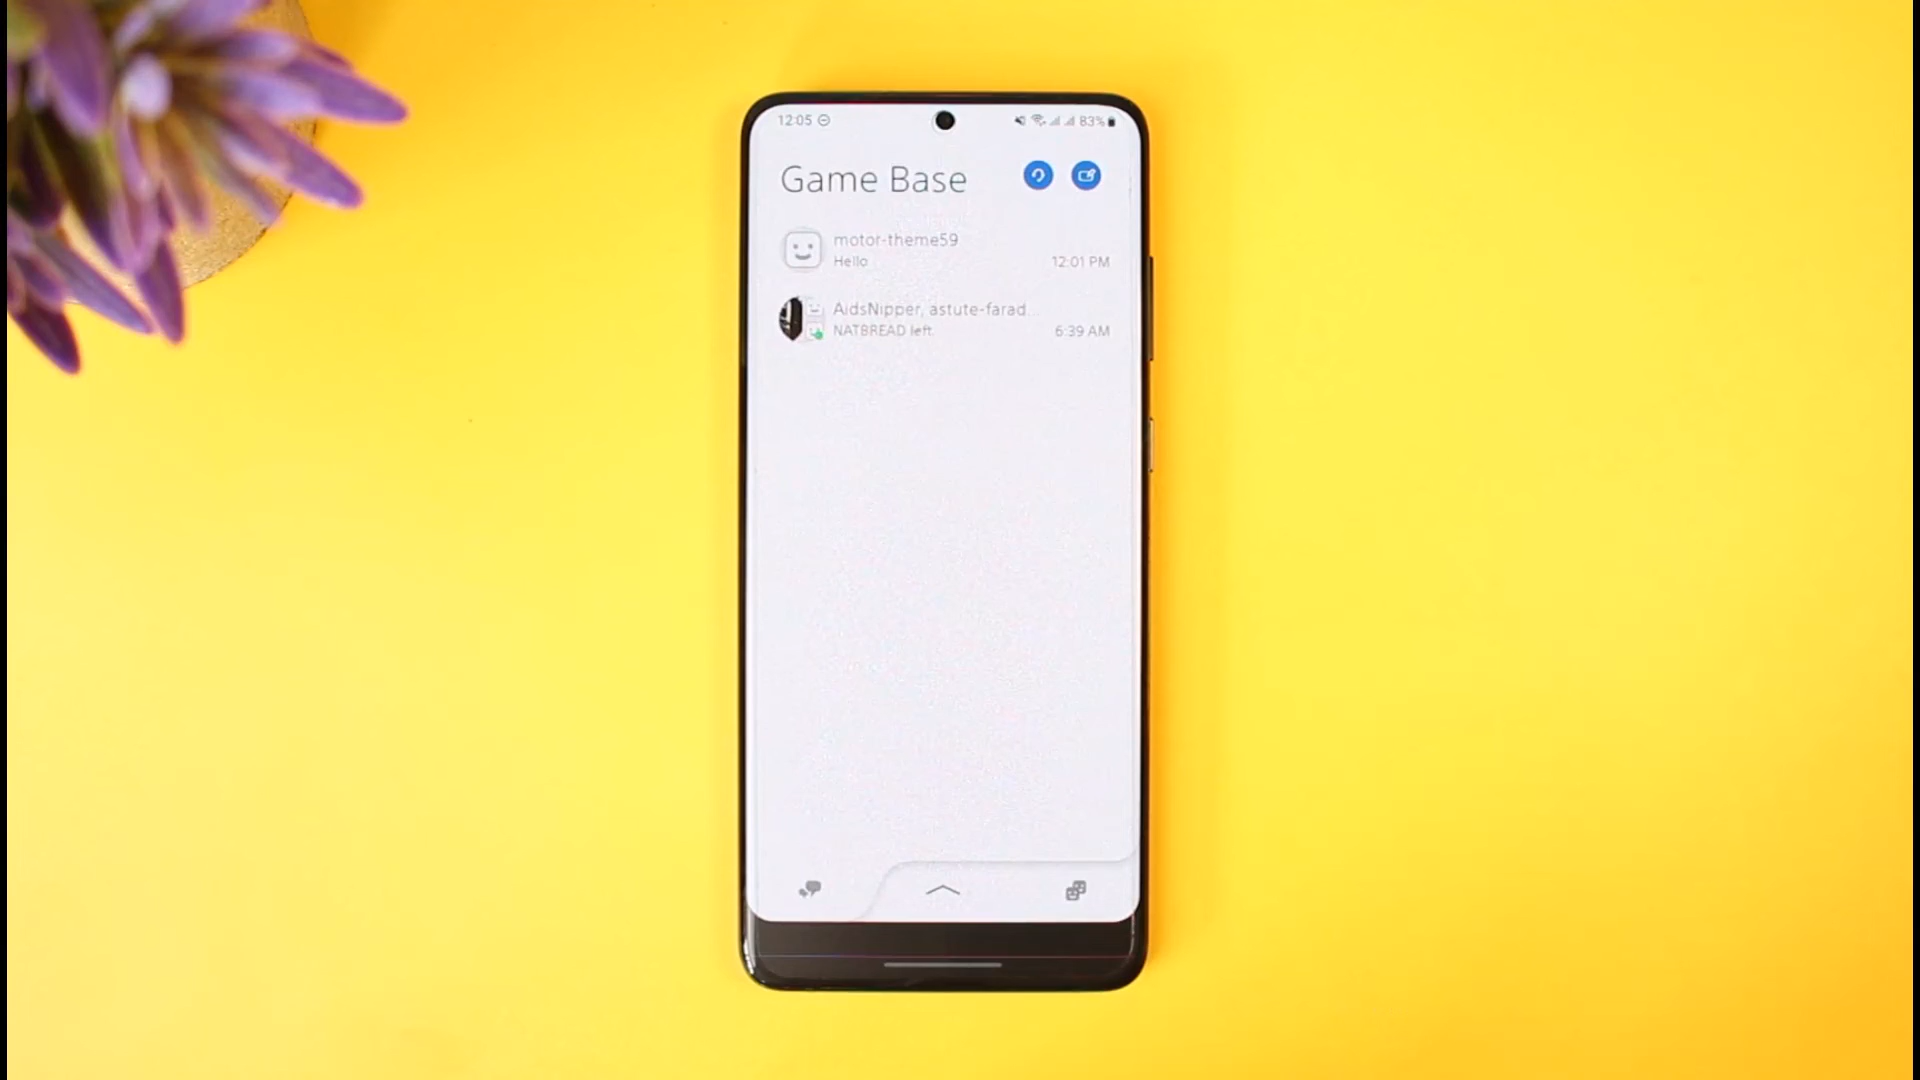 12:05
83%
Game Base
motor-theme59
Hello
12:01 PM
AidsNipper, astute-farad...
NATBREAD left.
6:39 AM